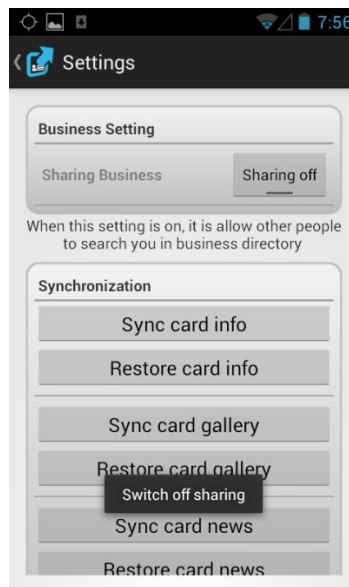 7:56
Settings
Business Setting
Sharing Business
Sharing off
When this setting is on, it is allow other people
to search you in business directory
Synchronization
Sync card info
Restore card info
Sync card gallery
Restore card gallery
Switch off sharing
Sync card news
Restore card news